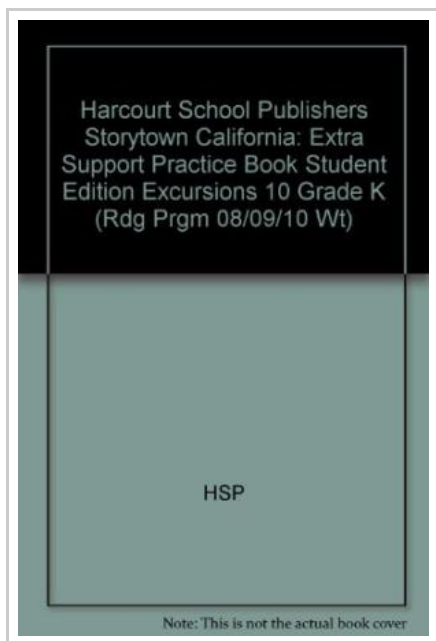 Harcourt School Publishers
Storytown California: Extra
Support Practice Book Student
Edition Excursions 10 Grade K
(Rdg Prgm 08/09/10 Wt)
HSP
Note: This is not the actual book cover